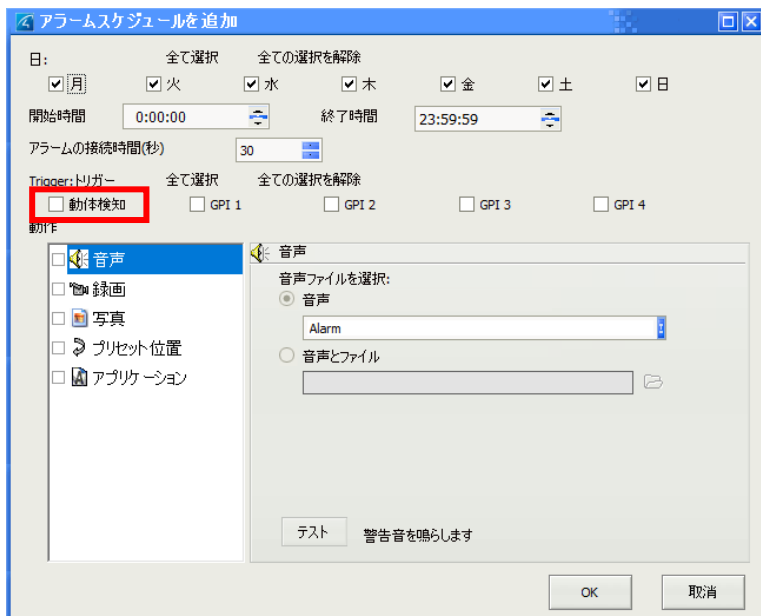 アラームスケジュールを追加
日: 全て選択 全ての選択を解除
月 火 水 木 金 土 日
開始時間 0:00:00 終了時間 23:59:59
アラームの接続時間(秒) 30
Trigger:トリガー 全て選択 全ての選択を解除
動体検知 GPI 1 GPI 2 GPI 3 GPI 4
動作
音声
録画
写真
プリセット位置
アプリケーション
音声
音声ファイルを選択:
音声
Alarm
音声とファイル
テスト 警告音を鳴らします
OK 取消